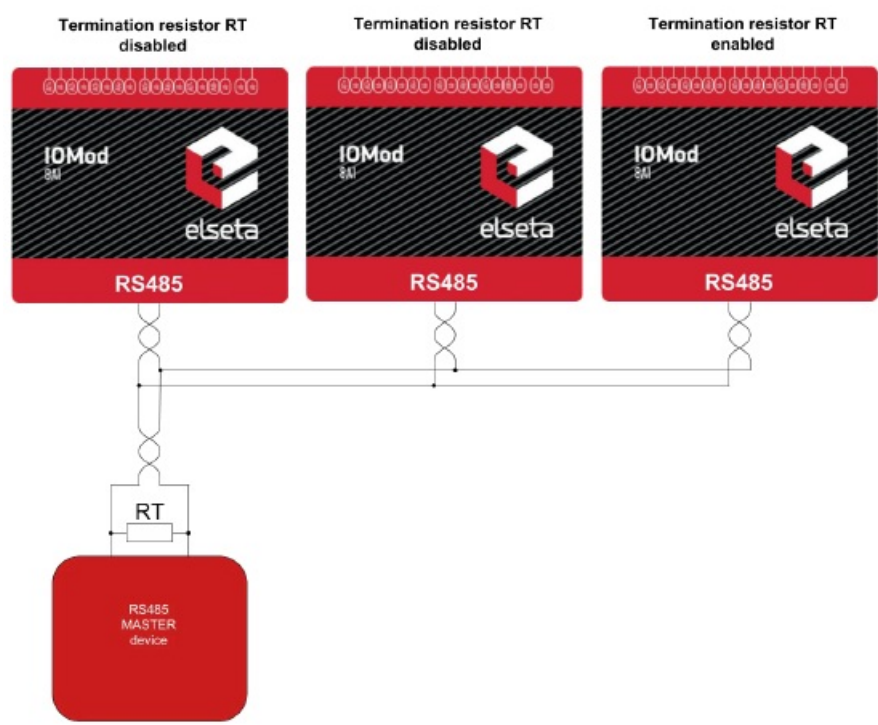 Termination resistor RT
disabled
Termination resistor RT
disabled
Termination resistor RT
enabled
IOMod
8AI
elseta
RS485
IOMod
8AI
elseta
RS485
IOMod
8AI
elseta
RS485
RT
RS485
MASTER
device